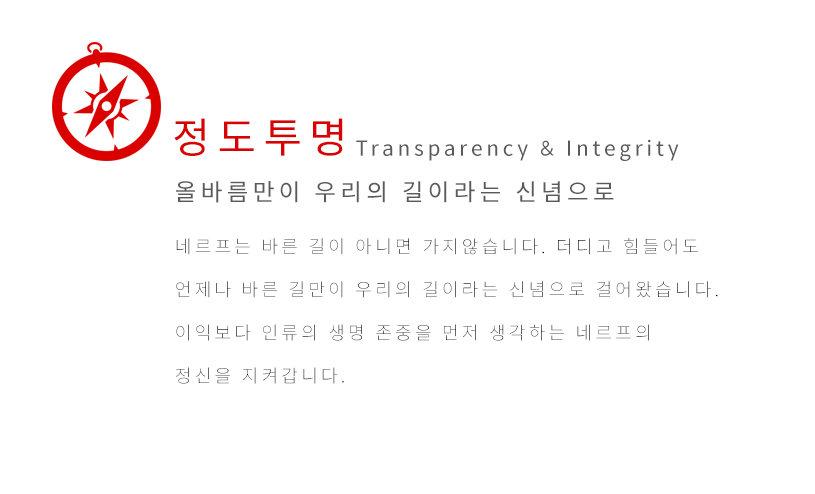 정도투명 Transparency & Integrity
올바름만이 우리의 길이라는 신념으로
네르프는 바른 길이 아니면 가지않습니다. 더디고 힘들어도
언제나 바른 길만이 우리의 길이라는 신념으로 걸어왔습니다.
이익보다 인류의 생명 존중을 먼저 생각하는 네르프의
정신을 지켜갑니다.